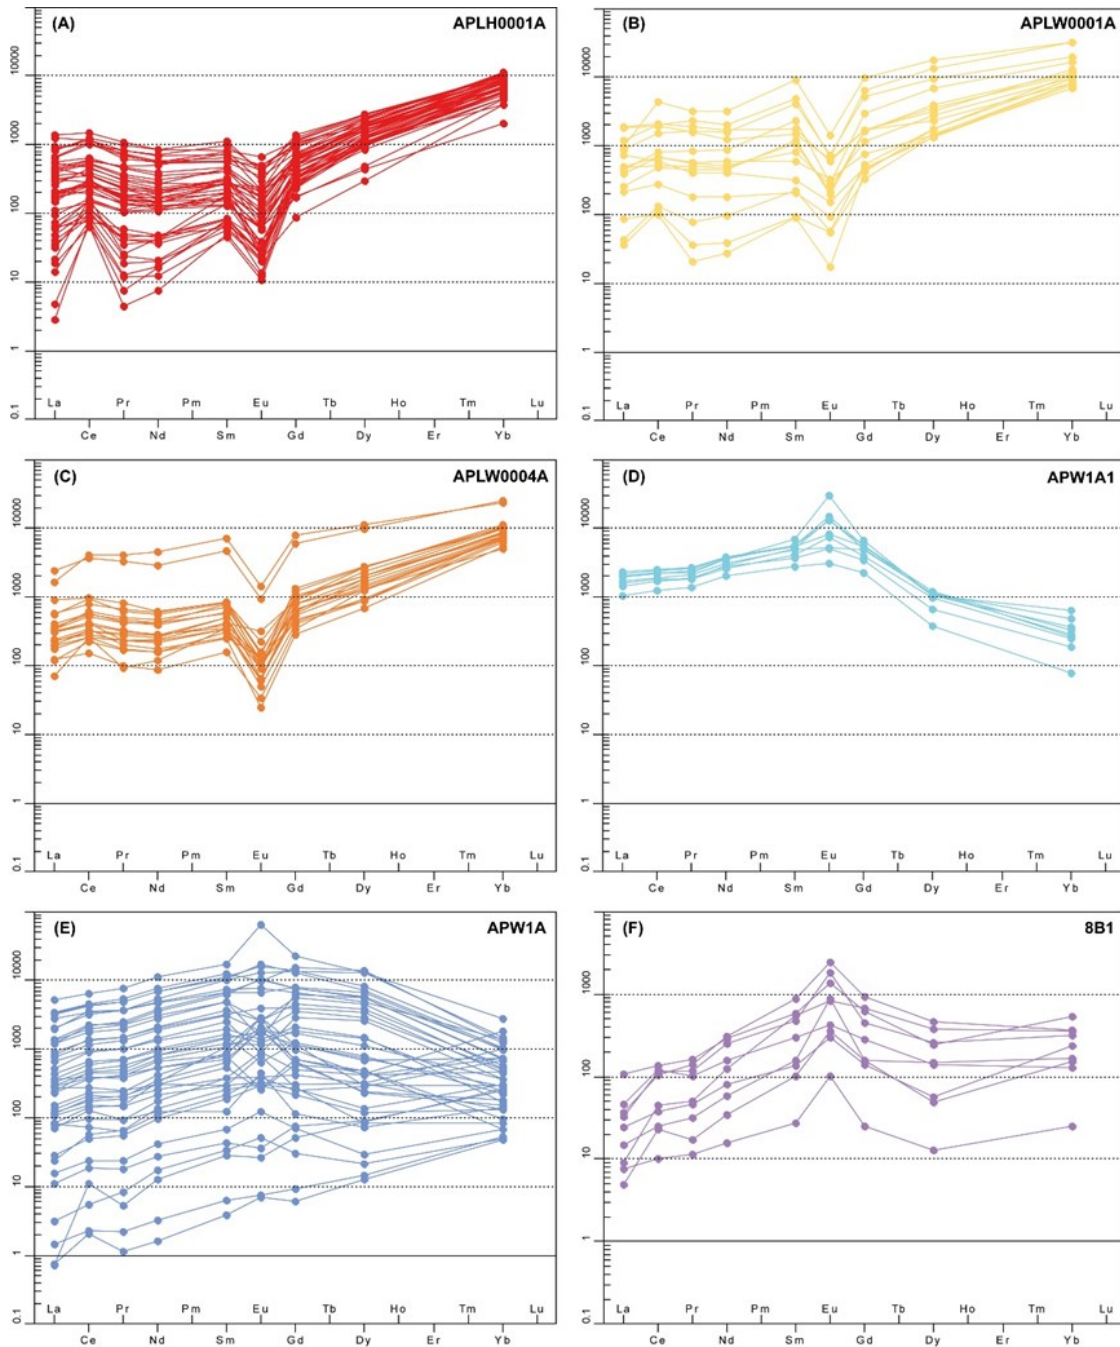 (A) APLH0001A
10000
1000
100
10
1
0.1
La Pr Pm Eu Tb Ho Tm Lu
Ce Nd Sm Gd Dy Er Yb
(B) APLW0001A
10000
1000
100
10
1
0.1
La Pr Pm Eu Tb Ho Tm Lu
Ce Nd Sm Gd Dy Er Yb
(C) APLW0004A
10000
1000
100
10
1
0.1
La Pr Pm Eu Tb Ho Tm Lu
Ce Nd Sm Gd Dy Er Yb
(D) APW1A1
10000
1000
100
10
1
0.1
La Pr Pm Eu Tb Ho Tm Lu
Ce Nd Sm Gd Dy Er Yb
(E) APW1A
10000
10000
100
10
1
0.1
La Pr Pm Eu Tb Ho Tm Lu
Ce Nd Sm Gd Dy Er Yb
(F) 8B1
1000
100
10
1
0.1
La Pr Pm Eu Tb Ho Tm Lu
Ce Nd Sm Gd Dy Er Yb